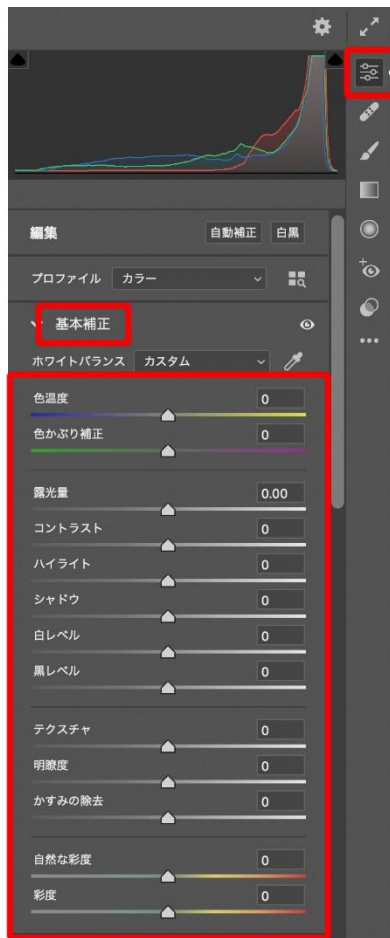 編集 自動補正 白黒
プロファイル カラー
基本補正
ホワイトバランス カスタム
色温度 0
色かぶり補正 0
露光量 0.00
コントラスト 0
ハイライト 0
シャドウ 0
白レベル 0
黒レベル 0
テクスチャ 0
明瞭度 0
かすみの除去 0
自然な彩度 0
彩度 0